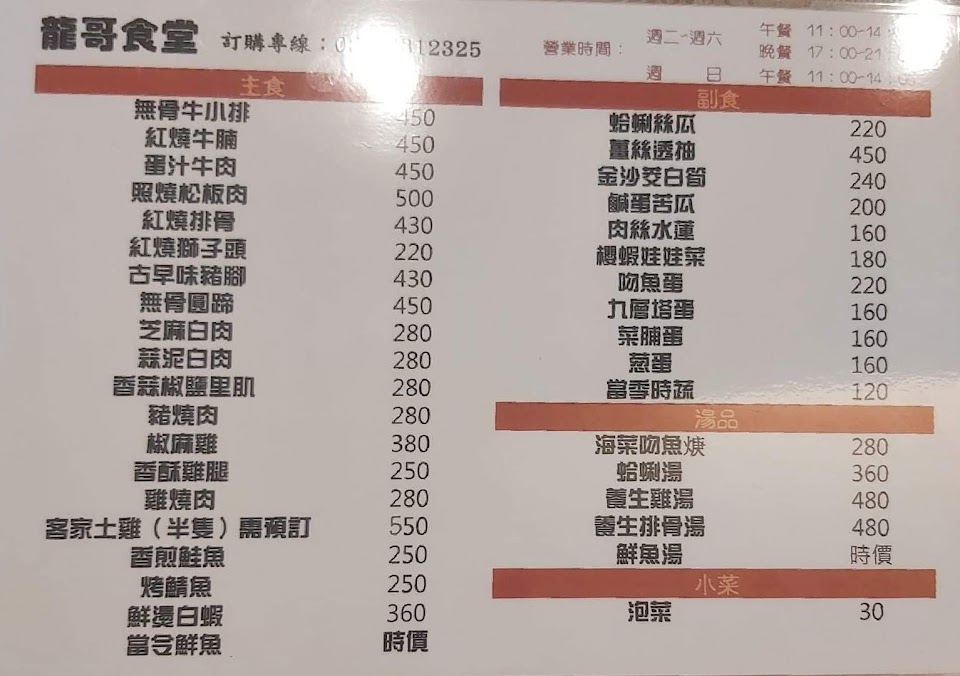 龍哥食堂 訂購專線：0 312325
營業時間： 週二~週六 午餐 11：00~14：
晚餐 17：00~21
週 日 午餐 11：00~14：
主食
無骨牛小排 450
紅燒牛腩 450
蛋汁牛肉 450
照燒松板肉 500
紅燒排骨 430
紅燒獅子頭 220
古早味豬腳 430
無骨圓蹄 450
芝麻白肉 280
蒜泥白肉 280
香蒜椒鹽里肌 280
豬燒肉 280
椒麻雞 380
香酥雞腿 250
雞燒肉 280
客家土雞（半隻）需預訂 550
香煎鮭魚 250
烤鯖魚 250
鮮燙白蝦 360
當令鮮魚 時價
副食
蛤蜊絲瓜 220
薑絲透抽 450
金沙茭白筍 240
鹹蛋苦瓜 200
肉絲水蓮 160
櫻蝦娃娃菜 180
吻魚蛋 220
九層塔蛋 160
菜脯蛋 160
蔥蛋 160
當季時蔬 120
湯品
海菜吻魚焿 280
蛤蜊湯 360
養生雞湯 480
養生排骨湯 480
鮮魚湯 時價
小菜
泡菜 30